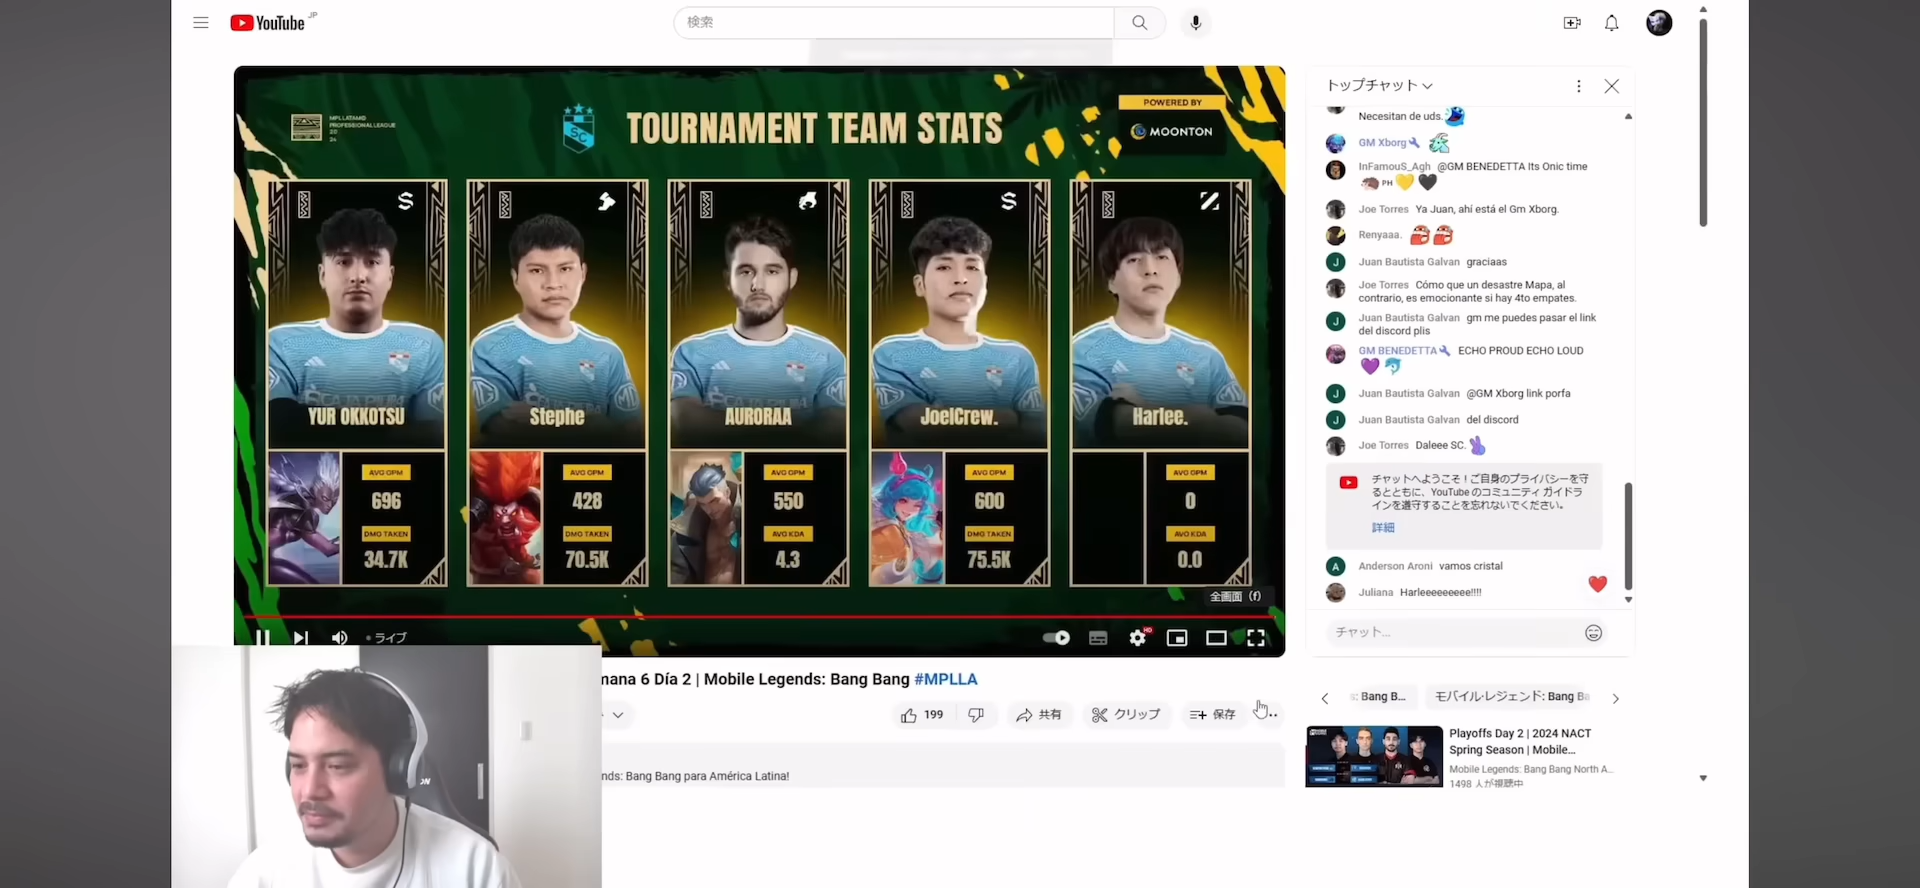 YouTube JP
検索
MPL LATAM
PROFESSIONAL LEAGUE
20
24
SC
TOURNAMENT TEAM STATS
POWERED BY
MOONTON
YUR OKKOTSU
Stephe
AURORAA
JoelCrew.
Harlee.
AVG GPM
696
DMG TAKEN
34.7K
AVG GPM
428
DMG TAKEN
70.5K
AVG GPM
550
AVG KDA
4.3
AVG GPM
600
DMG TAKEN
75.5K
AVG GPM
0
AVG KDA
0.0
全画面 (f)
ライブ
mana 6 Día 2 | Mobile Legends: Bang Bang #MPLLA
199
共有
クリップ
保存
nds: Bang Bang para América Latina!
トップチャット
Necesitan de uds.
GM Xborg
InFamouS_Agh @GM BENEDETTA Its Onic time
PH
Joe Torres Ya Juan, ahí está el Gm Xborg.
Renyaaa.
J Juan Bautista Galvan graciaas
Joe Torres Cómo que un desastre Mapa, al
contrario, es emocionante si hay 4to empates.
J Juan Bautista Galvan gm me puedes pasar el link
del discord plis
GM BENEDETTA ECHO PROUD ECHO LOUD
J Juan Bautista Galvan @GM Xborg link porfa
J Juan Bautista Galvan del discord
Joe Torres Daleee SC.
チャットへようこそ！ご自身のプライバシーを守
るとともに、YouTube のコミュニティ ガイドラ
インを遵守することを忘れないでください。
詳細
A Anderson Aroni vamos cristal
Juliana Harleeeeeeeee!!!!
チャット...
s: Bang B...
モバイル・レジェンド: Bang Ba
Playoffs Day 2 | 2024 NACT
Spring Season | Mobile...
Mobile Legends: Bang Bang North A...
1498 人が視聴中